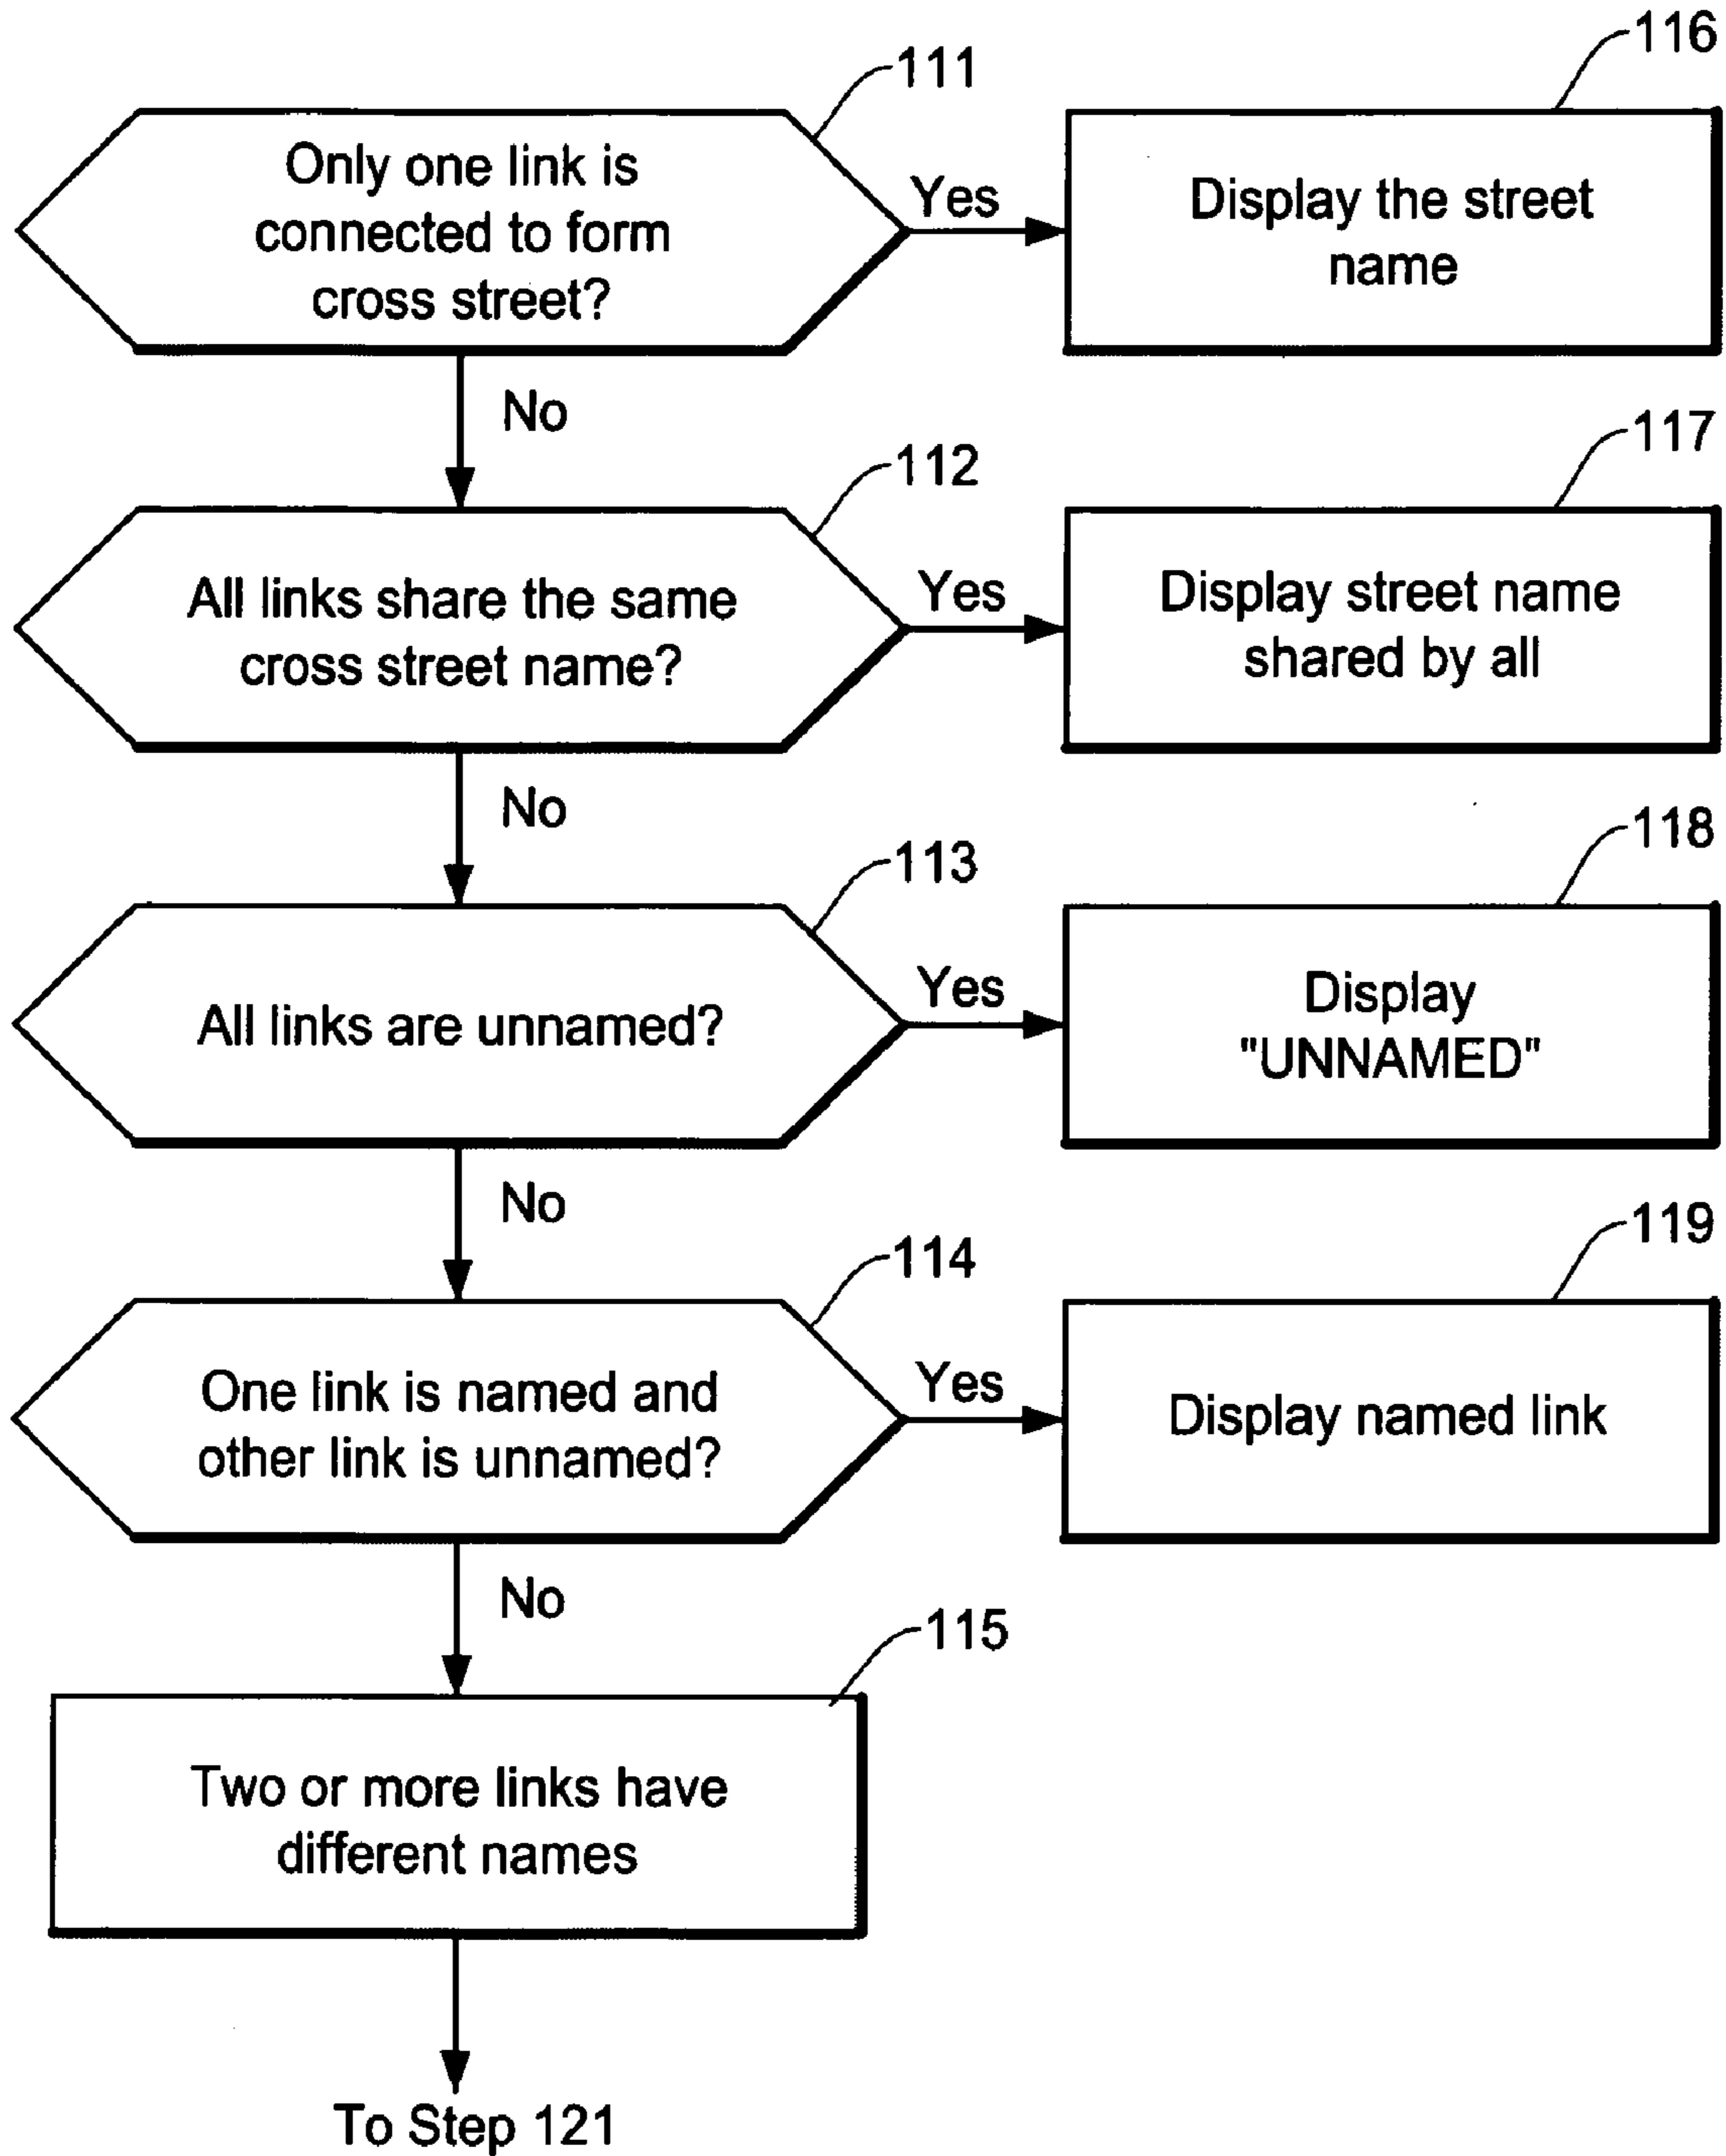 111
Only one link is
connected to form
cross street?
Yes
116
Display the street
name
No
112
All links share the same
cross street name?
Yes
117
Display street name
shared by all
No
113
All links are unnamed?
Yes
118
Display
"UNNAMED"
No
114
One link is named and
other link is unnamed?
Yes
119
Display named link
No
115
Two or more links have
different names
To Step 121